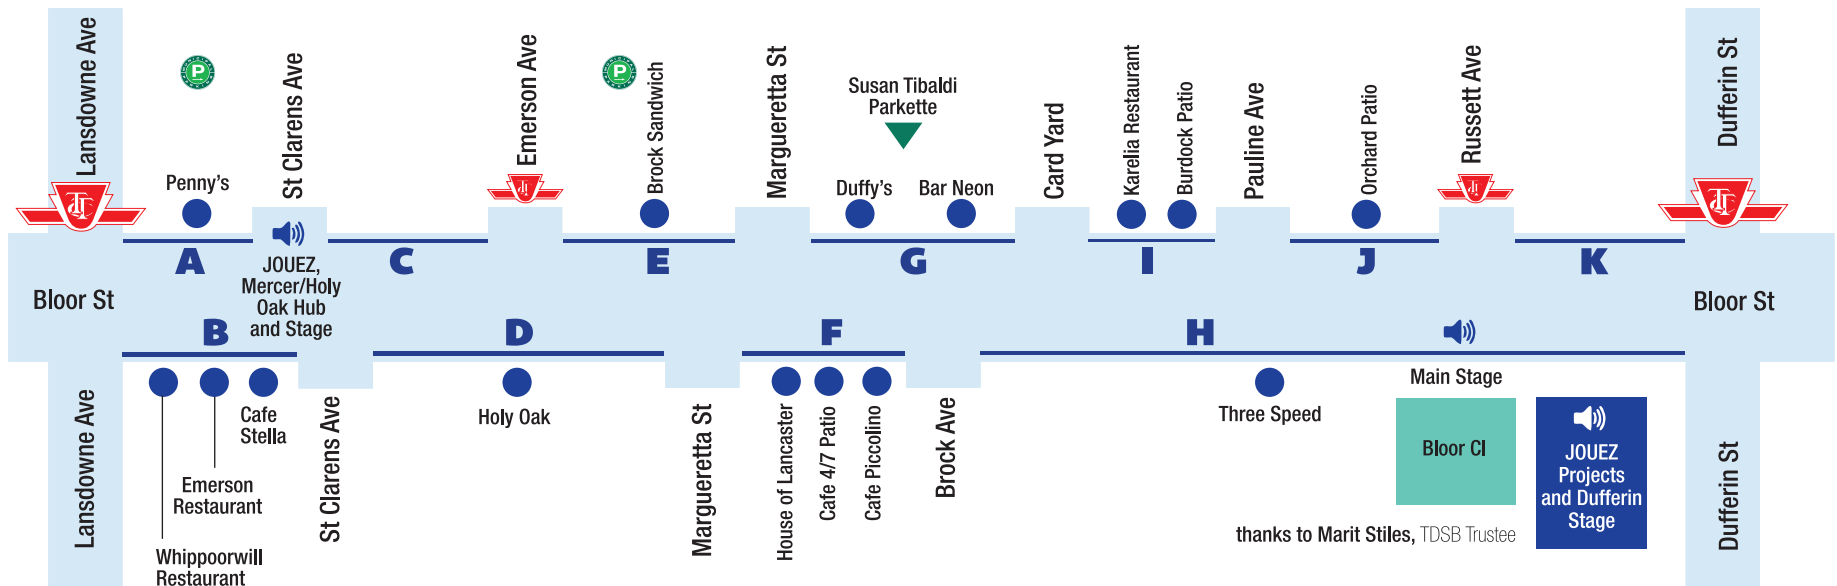 Lansdowne Ave
P
Penny's
St Clarens Ave
Emerson Ave
P
Brock Sandwich
Margueretta St
Susan Tibaldi
Parkette
Duffy's
Bar Neon
Card Yard
Karelia Restaurant
Burdock Patio
Pauline Ave
Orchard Patio
Russett Ave
Dufferin St
TTC
TTC
TTC
TTC
A
C
E
G
I
J
K
JOUEZ,
Mercer/Holy
Oak Hub
and Stage
Bloor St
Bloor St
B
D
F
H
Lansdowne Ave
Whippoorwill
Restaurant
Emerson
Restaurant
Cafe
Stella
St Clarens Ave
Holy Oak
Margueretta St
House of Lancaster
Cafe 4/7 Patio
Cafe Piccolino
Brock Ave
Three Speed
Main Stage
Bloor CI
JOUEZ
Projects
and Dufferin
Stage
thanks to Marit Stiles, TDSB Trustee
Dufferin St